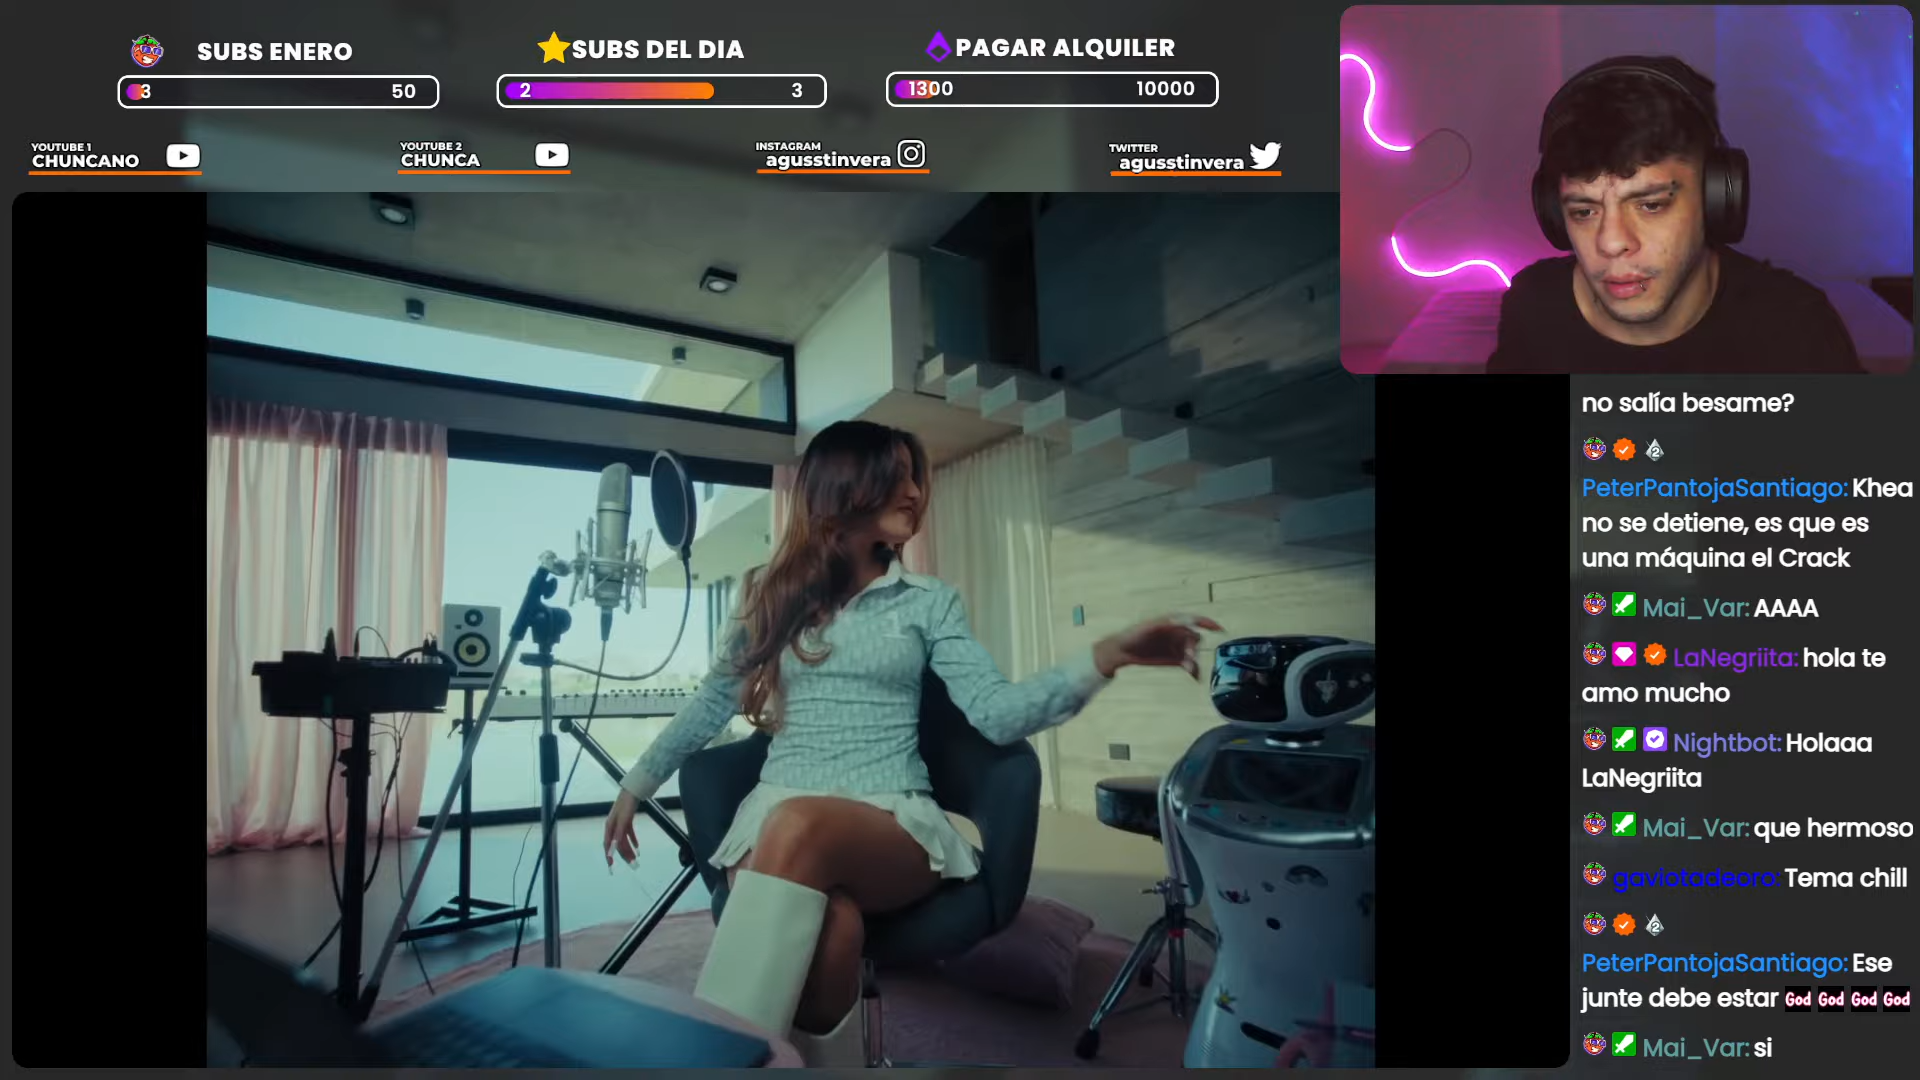 SUBS ENERO
3 50
SUBS DEL DIA
2 3
PAGAR ALQUILER
1300 10000
YOUTUBE 1
CHUNCANO
YOUTUBE 2
CHUNCA
INSTAGRAM
agusstinvera
TWITTER
agusstinvera
no salía besame?
2
PeterPantojaSantiago: Khea
no se detiene, es que es
una máquina el Crack
Mai_Var: AAAA
LaNegriita: hola te
amo mucho
Nightbot: Holaaa
LaNegriita
Mai_Var: que hermoso
gaviotadeoro: Tema chill
2
PeterPantojaSantiago: Ese
junte debe estar God God God God
Mai_Var: si